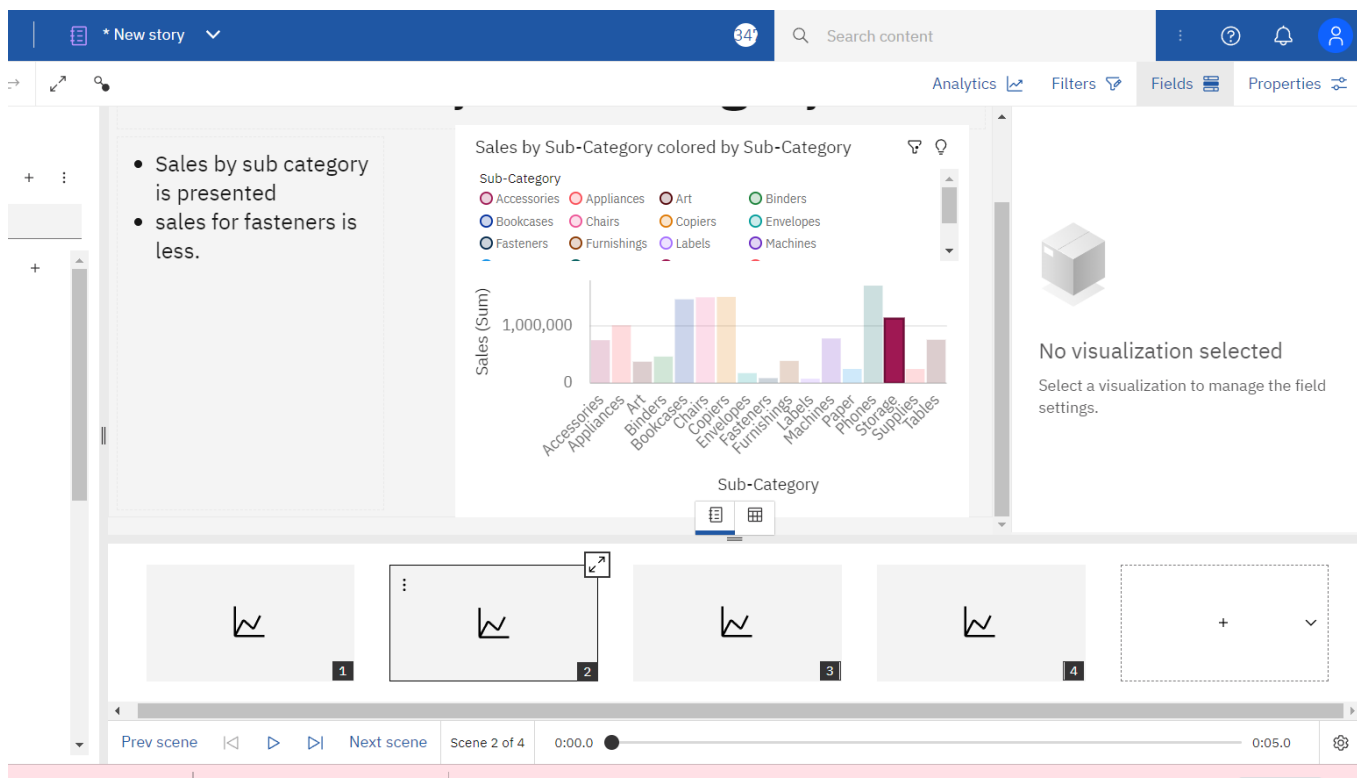 * New story
34'
Search content
Analytics
Filters
Fields
Properties
Sales by sub category
is presented
sales for fasteners is
less.
Sales by Sub-Category colored by Sub-Category
Sub-Category
Accessories Appliances Art Binders
Bookcases Chairs Copiers Envelopes
Fasteners Furnishings Labels Machines
Sales (Sum)
1,000,000
0
Accessories
Appliances
Art
Binders
Bookcases
Chairs
Copiers
Envelopes
Fasteners
Furnishings
Labels
Machines
Paper
Phones
Storage
Supplies
Tables
Sub-Category
No visualization selected
Select a visualization to manage the field
settings.
1
2
3
4
Prev scene
Next scene
Scene 2 of 4
0:00.0
0:05.0